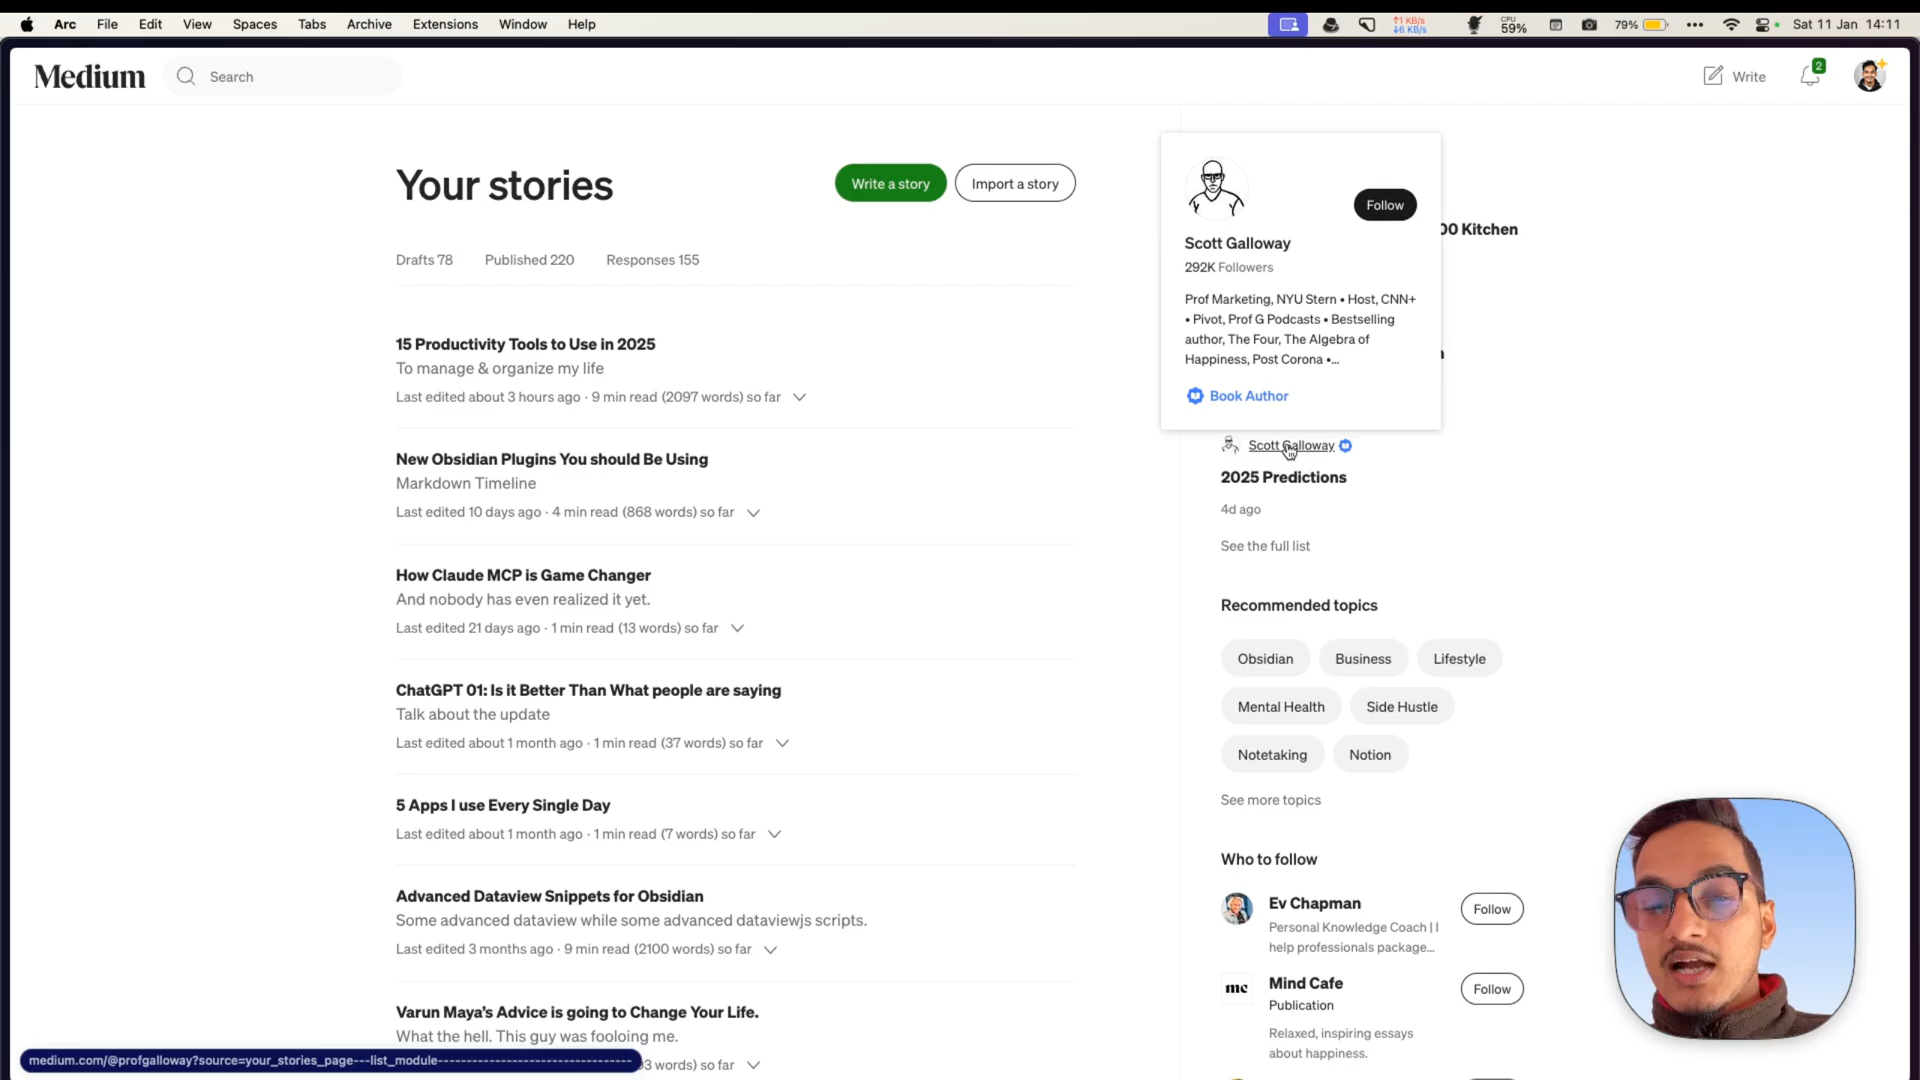 Arc File Edit View Spaces Tabs Archive Extensions Window Help
↑1 KB/s
↓6 KB/s
CPU
59%
79%
Sat 11 Jan 14:11
Medium
Search
Write
2
Your stories
Write a story
Import a story
Drafts 78
Published 220
Responses 155
15 Productivity Tools to Use in 2025
To manage & organize my life
Last edited about 3 hours ago · 9 min read (2097 words) so far
New Obsidian Plugins You should Be Using
Markdown Timeline
Last edited 10 days ago · 4 min read (868 words) so far
How Claude MCP is Game Changer
And nobody has even realized it yet.
Last edited 21 days ago · 1 min read (13 words) so far
ChatGPT 01: Is it Better Than What people are saying
Talk about the update
Last edited about 1 month ago · 1 min read (37 words) so far
5 Apps I use Every Single Day
Last edited about 1 month ago · 1 min read (7 words) so far
Advanced Dataview Snippets for Obsidian
Some advanced dataview while some advanced dataviewjs scripts.
Last edited 3 months ago · 9 min read (2100 words) so far
Varun Maya's Advice is going to Change Your Life.
What the hell. This guy was fooloing me.
words) so far
medium.com/@profgalloway?source=your_stories_page---list_module-----------------------------------
Follow
Scott Galloway
292K Followers
Prof Marketing, NYU Stern • Host, CNN+
• Pivot, Prof G Podcasts • Bestselling
author, The Four, The Algebra of
Happiness, Post Corona •...
Book Author
Kitchen
Scott Galloway
2025 Predictions
4d ago
See the full list
Recommended topics
Obsidian
Business
Lifestyle
Mental Health
Side Hustle
Notetaking
Notion
See more topics
Who to follow
Ev Chapman
Personal Knowledge Coach | I
help professionals package...
Follow
mc
Mind Cafe
Publication
Relaxed, inspiring essays
about happiness.
Follow